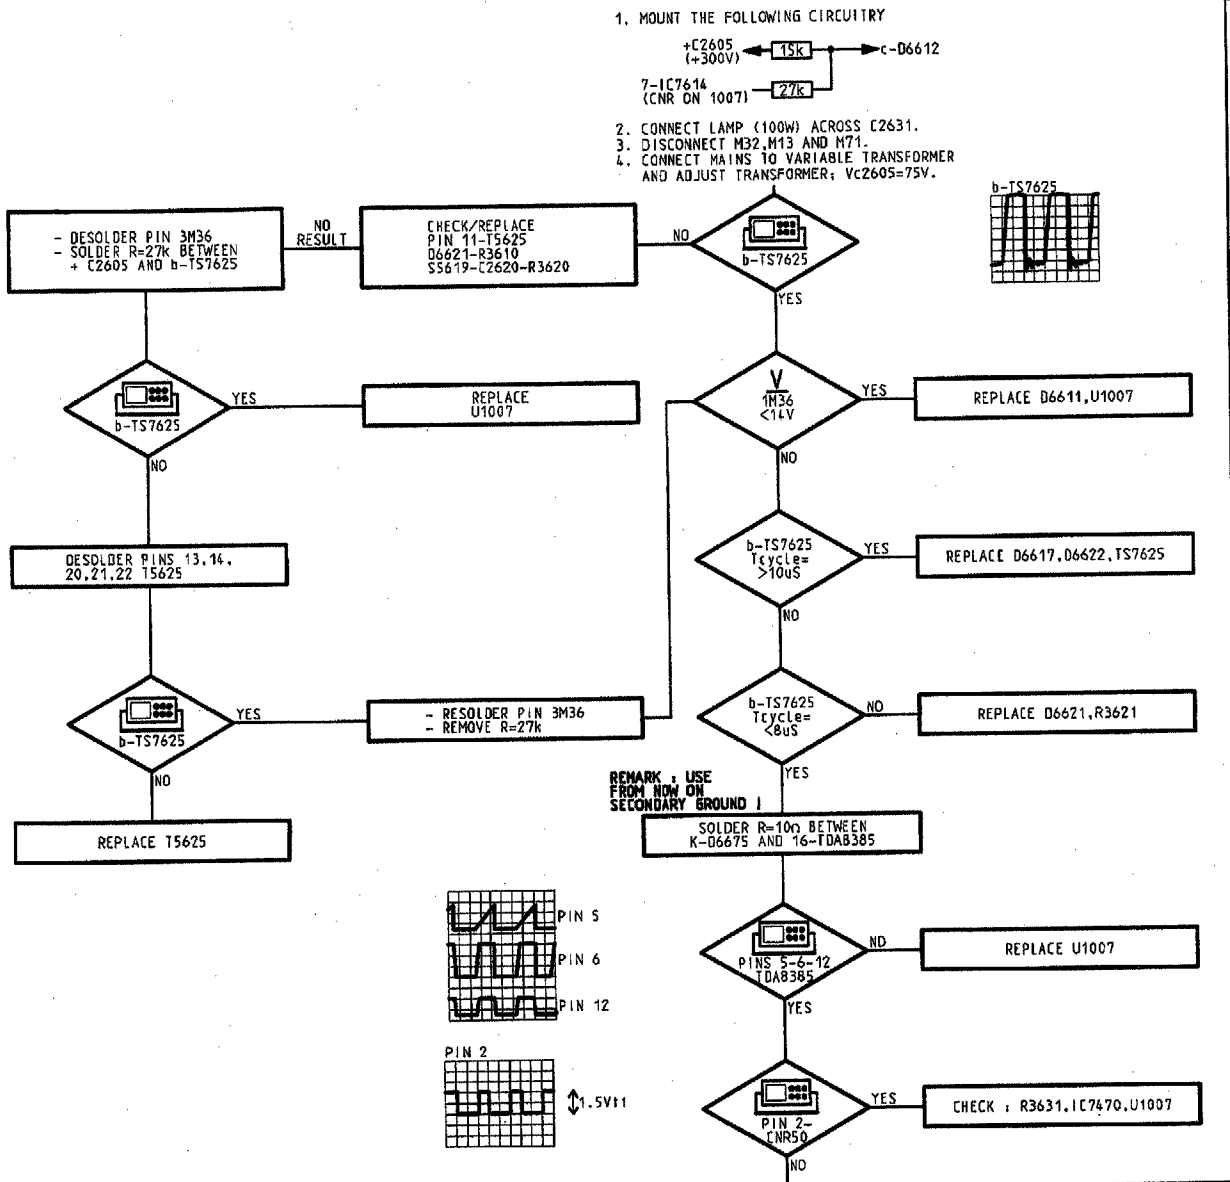 1. MOUNT THE FOLLOWING CIRCUITRY
+C2605
(+300V)
15k
c-D6612
7-IC7614
(CNR ON 1007)
27k
2. CONNECT LAMP (100W) ACROSS C2631.
3. DISCONNECT M32,M13 AND M71.
4. CONNECT MAINS TO VARIABLE TRANSFORMER
AND ADJUST TRANSFORMER; Vc2605=75V.
b-TS7625
- DESOLDER PIN 3M36
- SOLDER R=27k BETWEEN
+ C2605 AND b-TS7625
NO
RESULT
CHECK/REPLACE
PIN 11-T5625
D6621-R3610
S5619-C2620-R3620
NO
b-TS7625
YES
b-TS7625
YES
REPLACE
U1007
NO
V
1M36
<14V
YES
REPLACE D6611,U1007
NO
DESOLDER PINS 13,14,
20,21,22 T5625
b-TS7625
Tcycle=
>10uS
YES
REPLACE D6617,D6622,TS7625
NO
b-TS7625
YES
- RESOLDER PIN 3M36
- REMOVE R=27k
NO
REPLACE T5625
b-TS7625
Tcycle=
<8uS
NO
REPLACE D6621,R3621
YES
REMARK : USE
FROM NOW ON
SECONDARY GROUND !
SOLDER R=10Ω BETWEEN
K-D6675 AND 16-TDA8385
PIN 5
PIN 6
PIN 12
PINS 5-6-12
TDA8385
NO
REPLACE U1007
YES
PIN 2
1.5Vtt
PIN 2-
CNR50
YES
CHECK : R3631,IC7470,U1007
NO